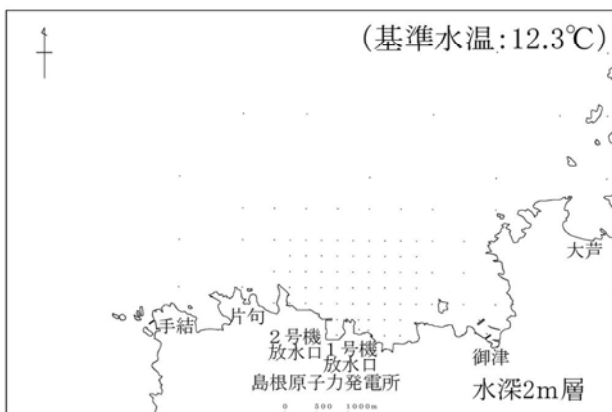 (基準水温:12.3℃)
大芦
片句
手結
2号機
放水口
1号機
放水口
御津
島根原子力発電所
水深2m層
0 500 1000m